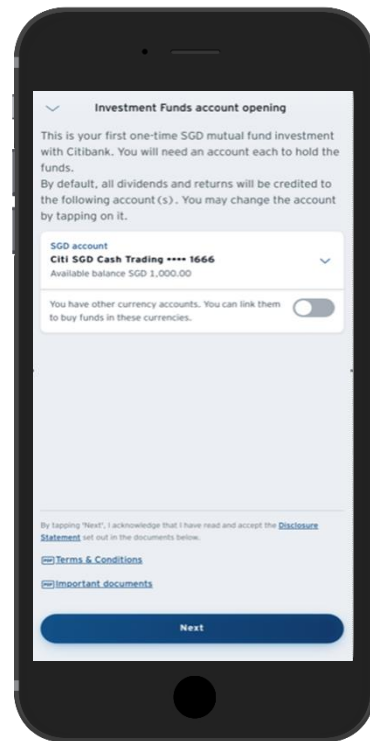 Investment Funds account opening
This is your first one-time SGD mutual fund investment
with Citibank. You will need an account each to hold the
funds.
By default, all dividends and returns will be credited to
the following account(s). You may change the account
by tapping on it.
SGD account
Citi SGD Cash Trading •••• 1666
Available balance SGD 1,000.00
You have other currency accounts. You can link them
to buy funds in these currencies.
By tapping 'Next', I acknowledge that I have read and accept the Disclosure
Statement set out in the documents below.
PDF Terms & Conditions
PDF Important documents
Next